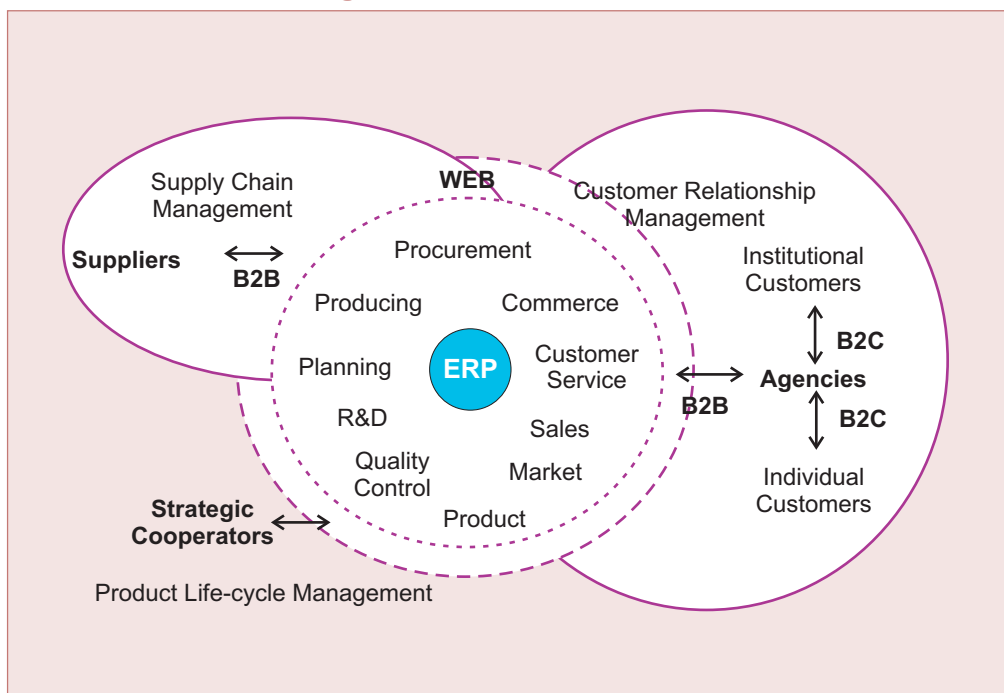 WEB
Supply Chain
Management
Customer Relationship
Management
Suppliers
B2B
Procurement
Institutional
Customers
Producing
Commerce
B2C
Planning
ERP
Customer
Service
B2B
Agencies
R&D
Sales
B2C
Quality
Control
Market
Individual
Customers
Strategic
Cooperators
Product
Product Life-cycle Management